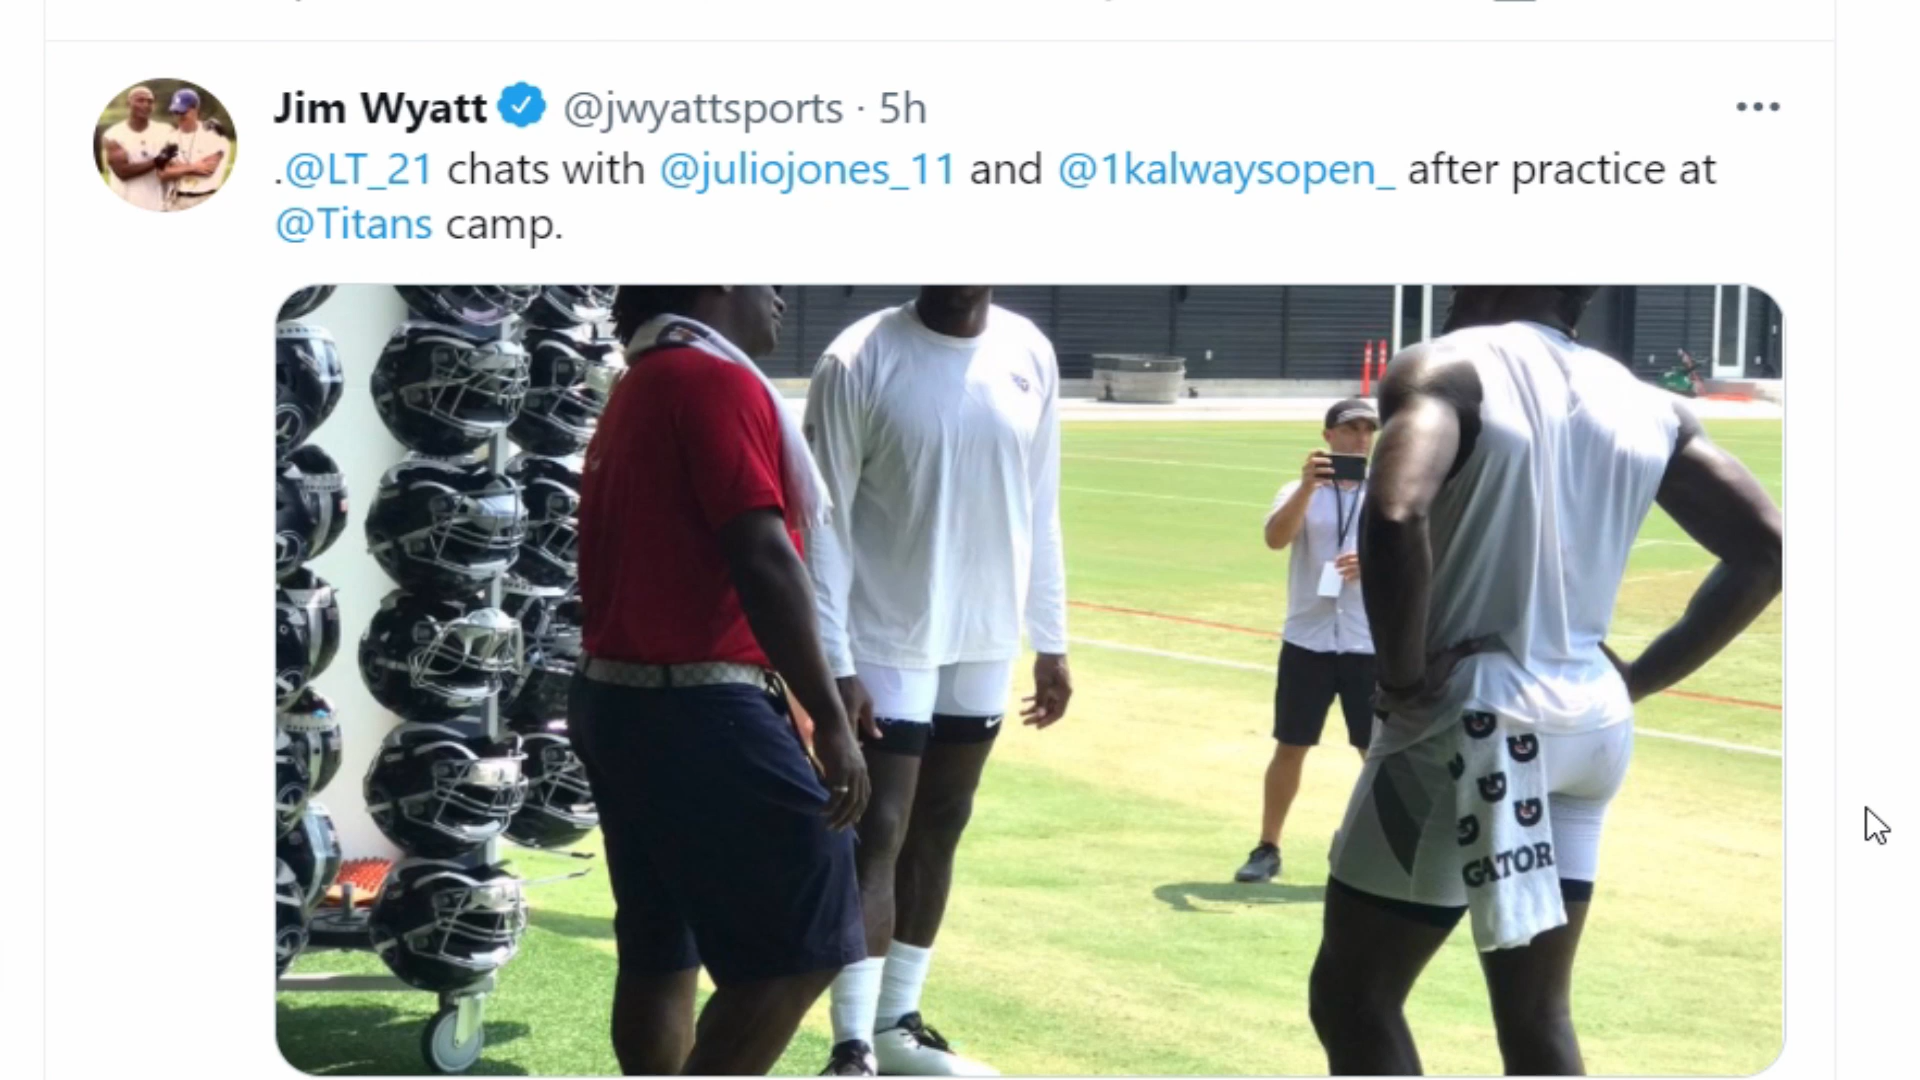 Jim Wyatt @jwyattsports · 5h
.@LT_21 chats with @juliojones_11 and @1kalwaysopen_ after practice at
@Titans camp.
GATOR